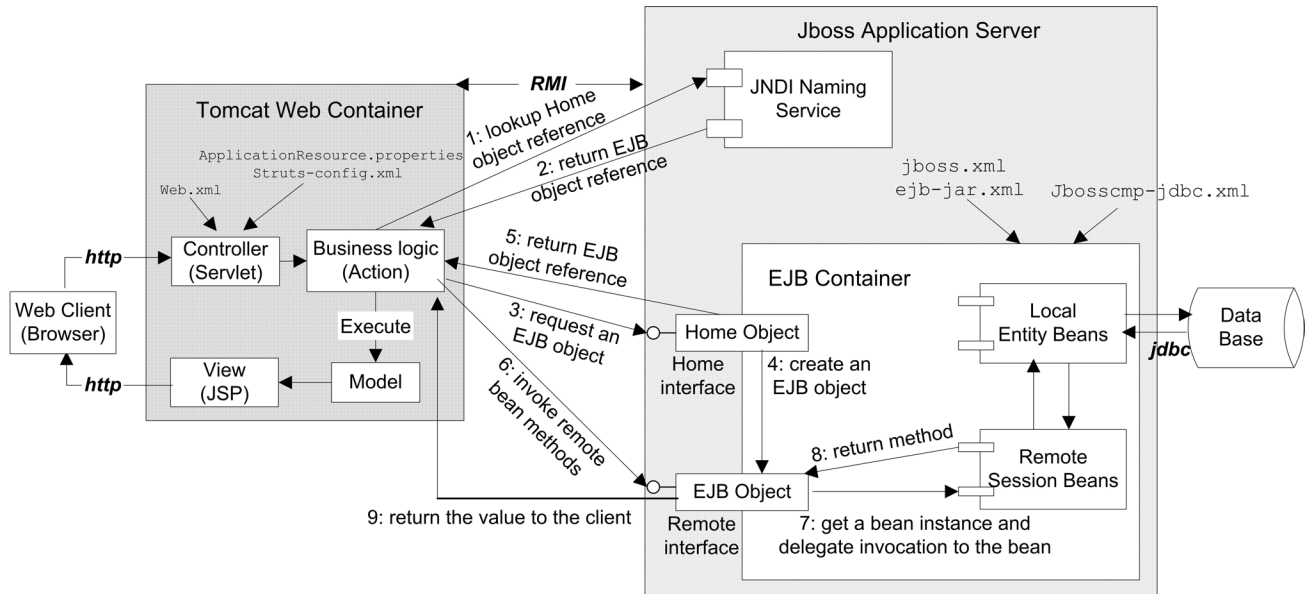 Jboss Application Server
RMI
JNDI Naming
Service
Tomcat Web Container
1: lookup Home
object reference
ApplicationResource.properties
Struts-config.xml
Web.xml
2: return EJB
object reference
jboss.xml
ejb-jar.xml
Jbosscmp-jdbc.xml
http
Controller
(Servlet)
Business logic
(Action)
5: return EJB
object reference
EJB Container
Web Client
(Browser)
Execute
3: request an
EJB object
Home Object
Home
interface
4: create an
EJB object
Local
Entity Beans
jdbc
Data
Base
http
View
(JSP)
Model
6: invoke remote
bean methods
8: return method
Remote
Session Beans
EJB Object
Remote
interface
9: return the value to the client
7: get a bean instance and
delegate invocation to the bean